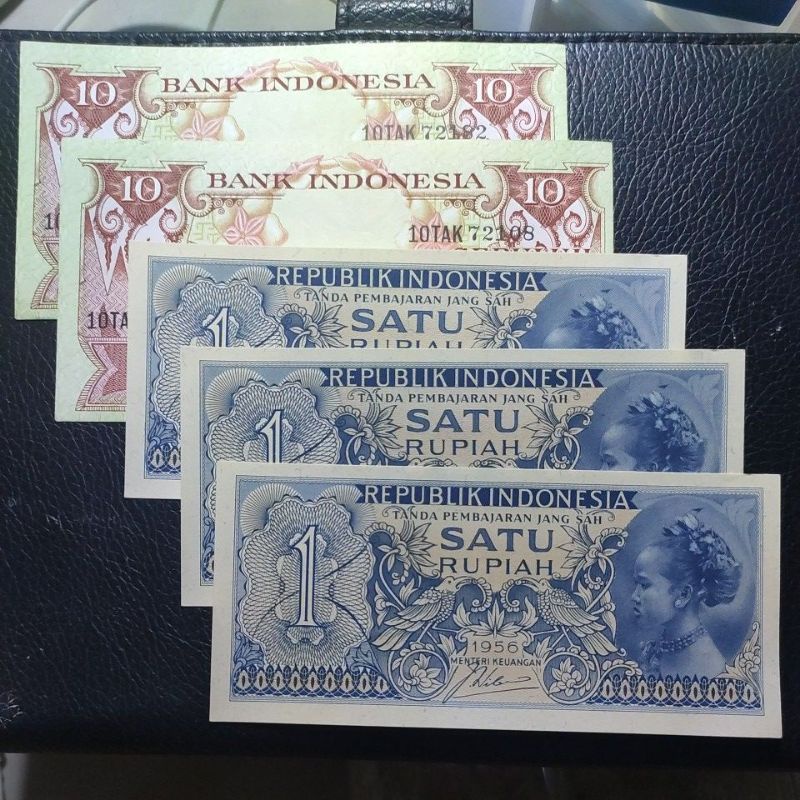 10 BANK INDONESIA 10
10TAK 72182
10 BANK INDONESIA 10
10TAK 72108
10TAK
1 REPUBLIK INDONESIA
TANDA PEMBAJARAN JANG SAH
SATU
RUPIAH
1 REPUBLIK INDONESIA
TANDA PEMBAJARAN JANG SAH
SATU
RUPIAH
1 REPUBLIK INDONESIA
TANDA PEMBAJARAN JANG SAH
SATU
RUPIAH
1956
MENTERI KEUANGAN